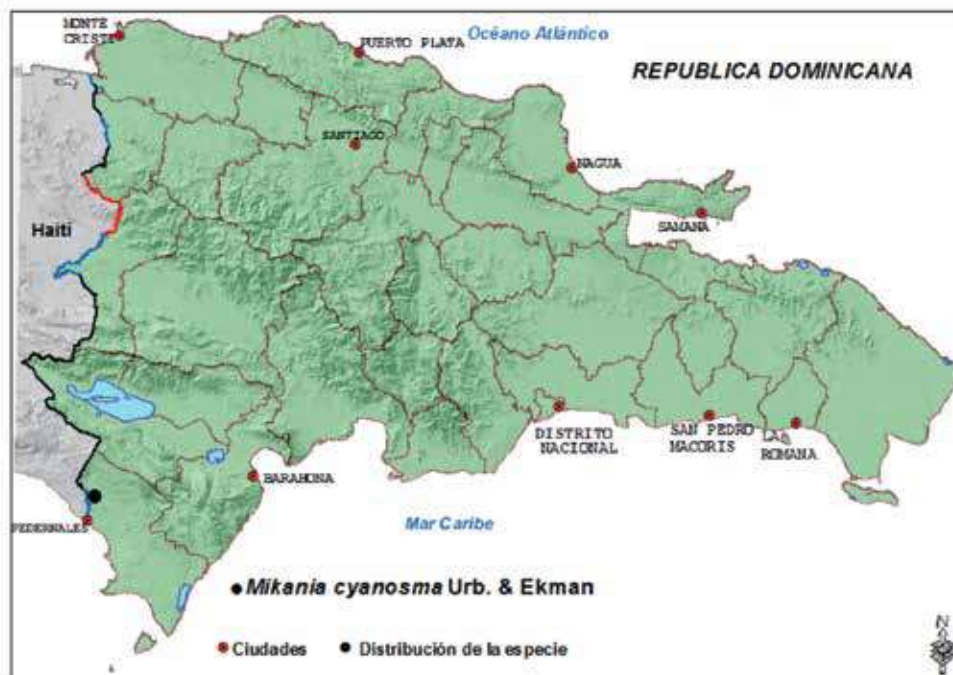 MONTE
CRISTI
PUERTO PLATA
Océano Atlántico
REPUBLICA DOMINICANA
SANTIAGO
NAGUA
SAMANA
Haití
DISTRITO
NACIONAL
SAN PEDRO
MACORIS
LA
ROMANA
BARAHONA
PEDERNALES
Mar Caribe
Mikania cyanosma Urb. & Ekman
Ciudades
Distribución de la especie
N